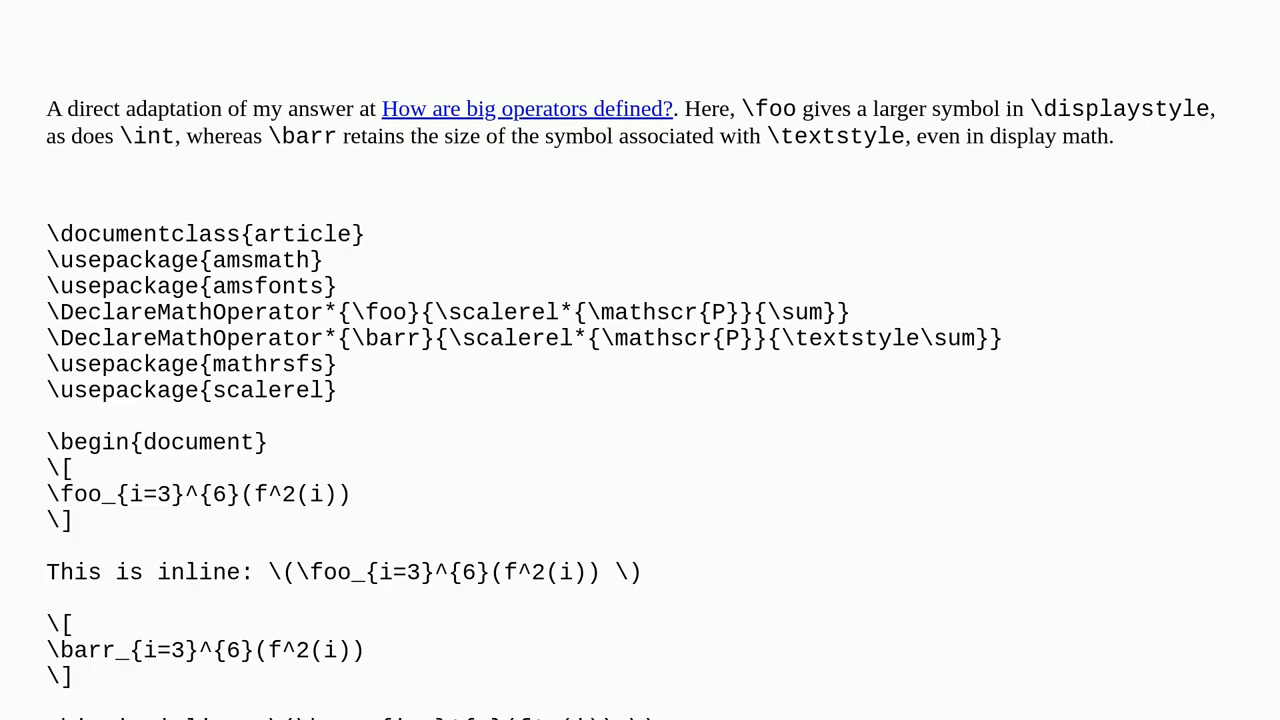 A direct adaptation of my answer at How are big operators defined?. Here, \foo gives a larger symbol in \displaystyle,
as does \int, whereas \barr retains the size of the symbol associated with \textstyle, even in display math.
\documentclass{article}
\usepackage{amsmath}
\usepackage{amsfonts}
\DeclareMathOperator*{\foo}{\scalerel*{\mathscr{P}}{\sum}}
\DeclareMathOperator*{\barr}{\scalerel*{\mathscr{P}}{\textstyle\sum}}
\usepackage{mathrsfs}
\usepackage{scalerel}
\begin{document}
\[
\foo_{i=3}^{6}(f^2(i))
\]
This is inline: \(\foo_{i=3}^{6}(f^2(i)) \)
\[
\barr_{i=3}^{6}(f^2(i))
\]